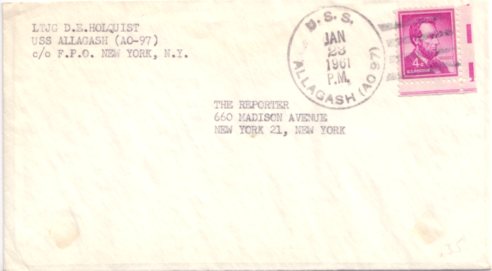 LTJG D.E.HOLQUIST
USS ALLAGASH (AO-97)
c/o F.P.O. NEW YORK, N.Y.
U.S.S.
JAN
23
1961
P.M.
ALLAGASH (AO-97)
4¢
THE REPORTER
660 MADISON AVENUE
NEW YORK 21, NEW YORK